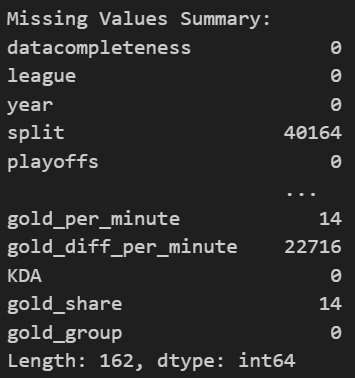 Missing Values Summary:
datacompleteness 0
league 0
year 0
split 40164
playoffs 0
...
gold_per_minute 14
gold_diff_per_minute 22716
KDA 0
gold_share 14
gold_group 0
Length: 162, dtype: int64